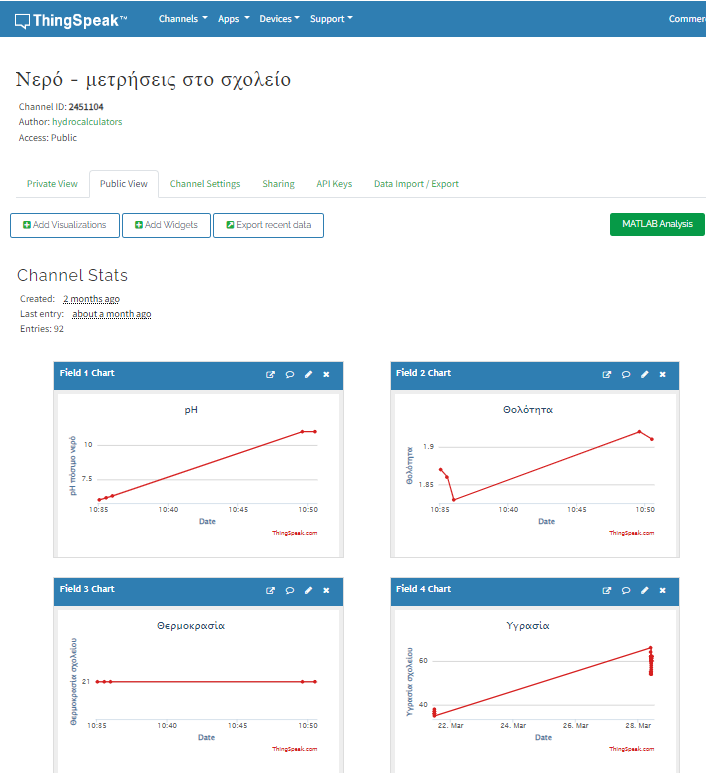 ThingSpeak™ Channels Apps Devices Support Commer
Νερό - μετρήσεις στο σχολείο
Channel ID: 2451104
Author: hydrocalculators
Access: Public
Private View Public View Channel Settings Sharing API Keys Data Import / Export
Add Visualizations Add Widgets Export recent data MATLAB Analysis
Channel Stats
Created: 2 months ago
Last entry: about a month ago
Entries: 92
Field 1 Chart
pH
pH πόσιμο νερό
10
7.5
10:85 10:40 10:45 10:50
Date
ThingSpeak.com
Field 2 Chart
Θολότητα
Θολότητα
1.9
1.85
10:85 10:40 10:45 10:50
Date
ThingSpeak.com
Field 3 Chart
Θερμοκρασία
Θερμοκρασία σχολείου
21
10:85 10:40 10:45 10:50
Date
ThingSpeak.com
Field 4 Chart
Υγρασία
Υγρασία σχολείου
60
40
22. Mar 24. Mar 26. Mar 28. Mar
Date
ThingSpeak.com